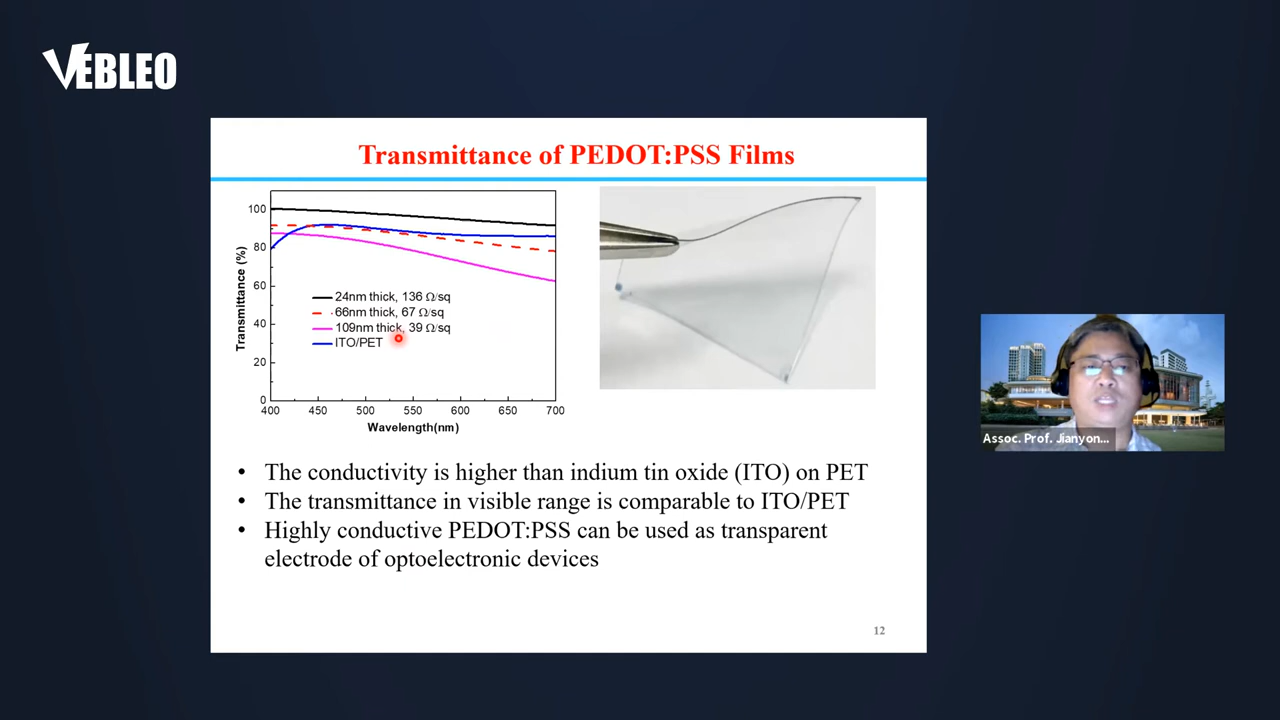 VEBLEO
Transmittance of PEDOT:PSS Films
Transmittance (%)
100
80
60
40
20
0
24nm thick, 136 Ω/sq
66nm thick, 67 Ω/sq
109nm thick, 39 Ω/sq
ITO/PET
400 450 500 550 600 650 700
Wavelength(nm)
• The conductivity is higher than indium tin oxide (ITO) on PET
• The transmittance in visible range is comparable to ITO/PET
• Highly conductive PEDOT:PSS can be used as transparent
electrode of optoelectronic devices
12
Assoc. Prof. Jianyon...